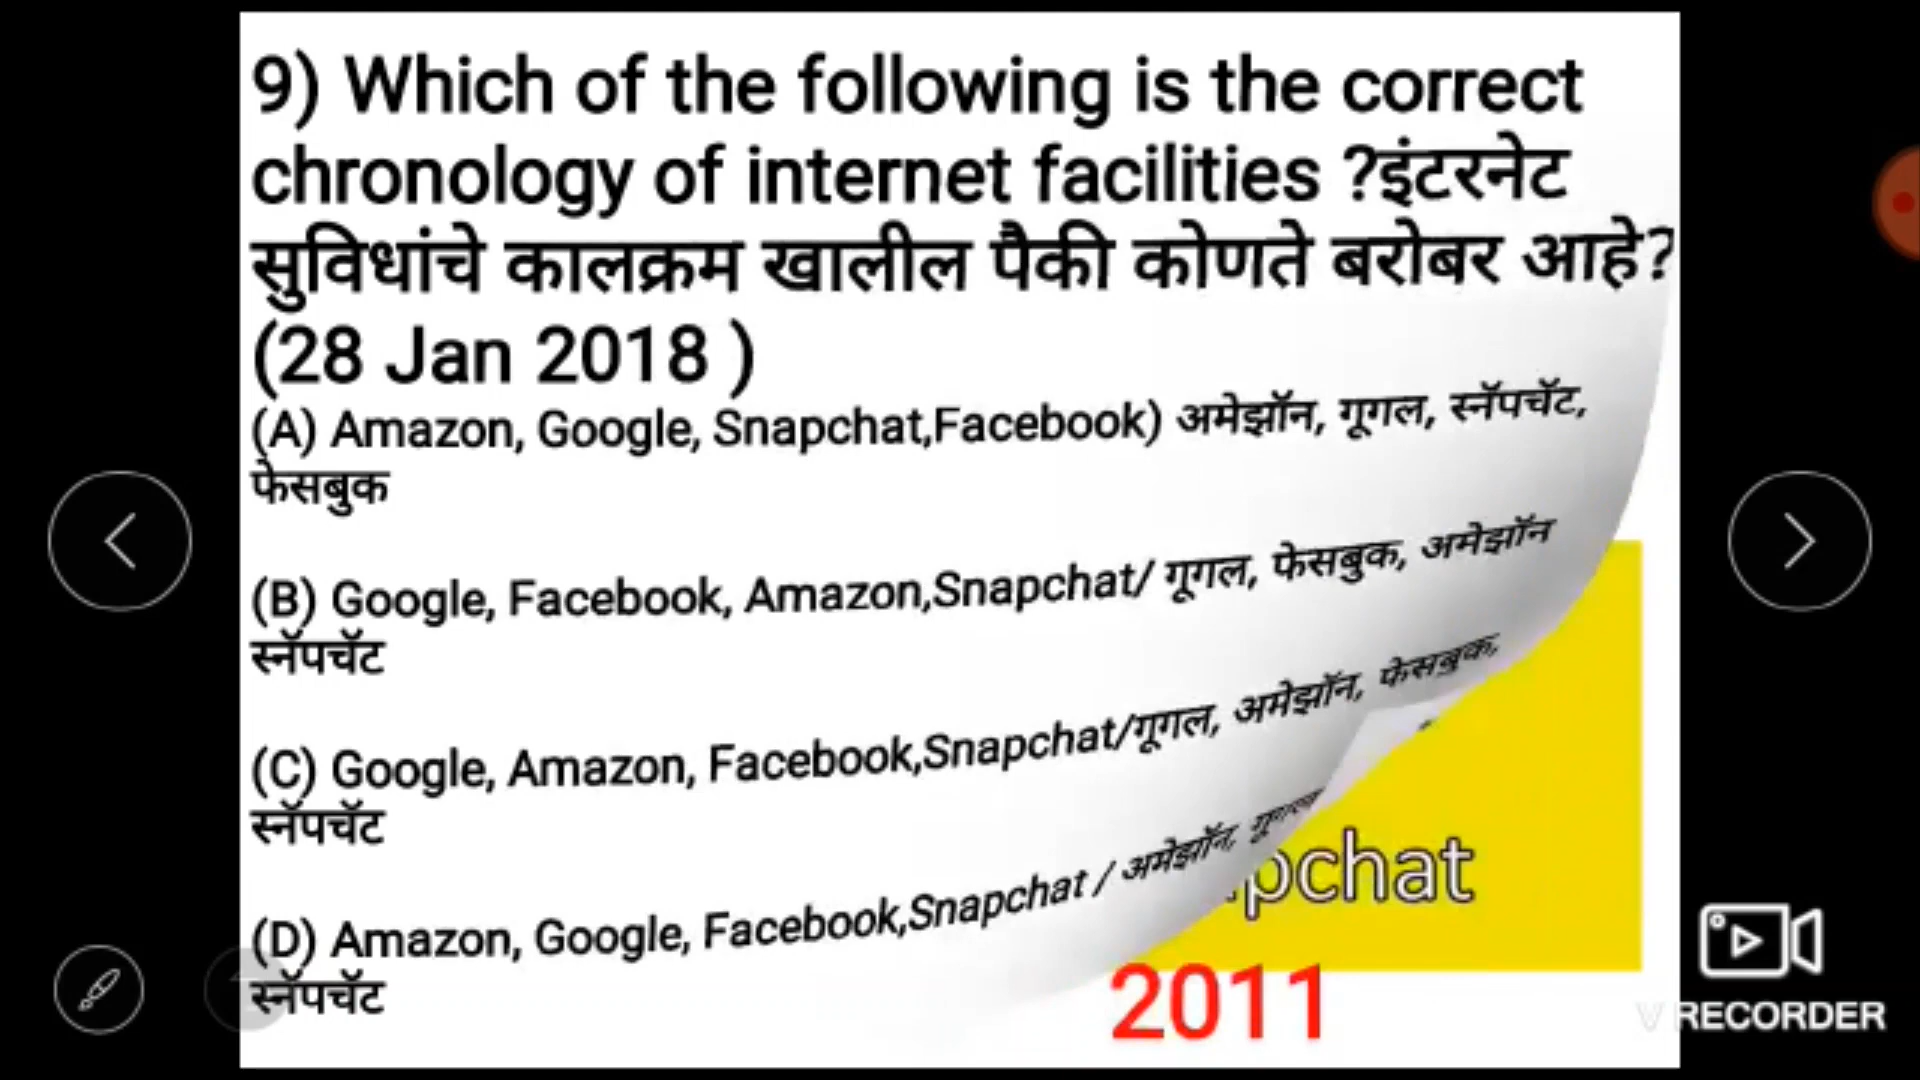 9) Which of the following is the correct
chronology of internet facilities ?इंटरनेट
सुविधांचे कालक्रम खालील पैकी कोणते बरोबर आहे?
(28 Jan 2018 )
(A) Amazon, Google, Snapchat,Facebook) अमेझॉन, गूगल, स्नॅपचॅट,
फेसबुक
(B) Google, Facebook, Amazon,Snapchat/ गूगल, फेसबुक, अमेझॉन
स्नॅपचॅट
(C) Google, Amazon, Facebook,Snapchat/गूगल, अमेझॉन, फेसबुक,
स्नॅपचॅट
(D) Amazon, Google, Facebook,Snapchat / अमेझॉन,
स्नॅपचॅट
pchat
2011
V RECORDER